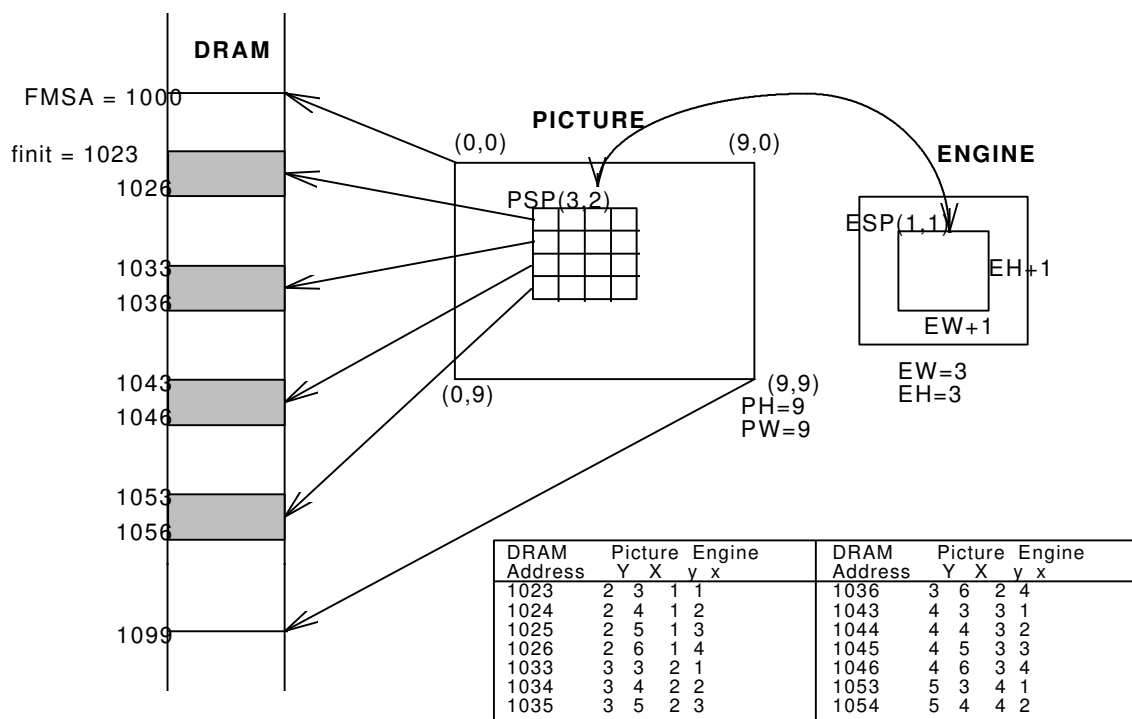 DRAM
FMSA = 1000
finit = 1023
1026
1033
1036
1043
1046
1053
1056
1099
PICTURE
(0,0) (9,0)
PSP(3,2)
(0,9) (9,9)
PH=9
PW=9
ENGINE
ESP(1,1)
EH+1
EW+1
EW=3
EH=3
DRAM Picture Engine
Address Y X y x
1023 2 3 1 1
1024 2 4 1 2
1025 2 5 1 3
1026 2 6 1 4
1033 3 3 2 1
1034 3 4 2 2
1035 3 5 2 3
DRAM Picture Engine
Address Y X y x
1036 3 6 2 4
1043 4 3 3 1
1044 4 4 3 2
1045 4 5 3 3
1046 4 6 3 4
1053 5 3 4 1
1054 5 4 4 2